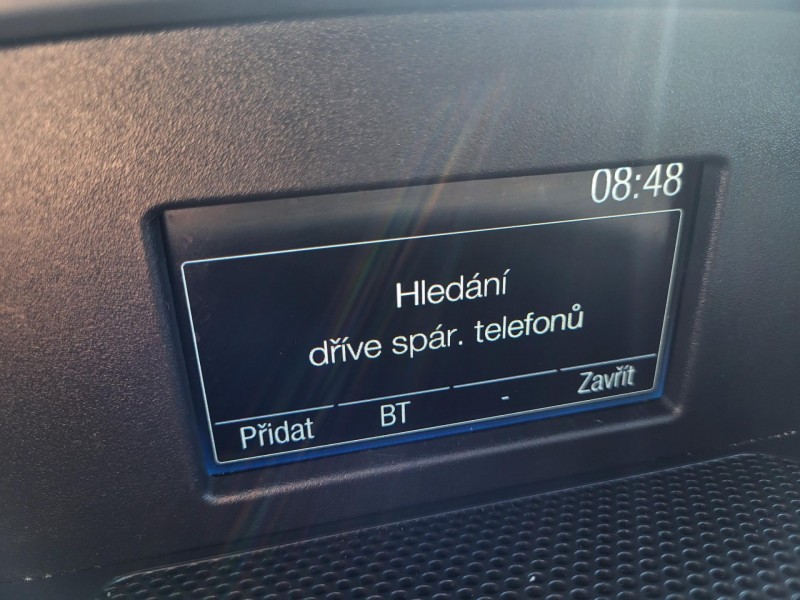 08:48
Hledání
dříve spár. telefonů
Přidat BT - Zavřít